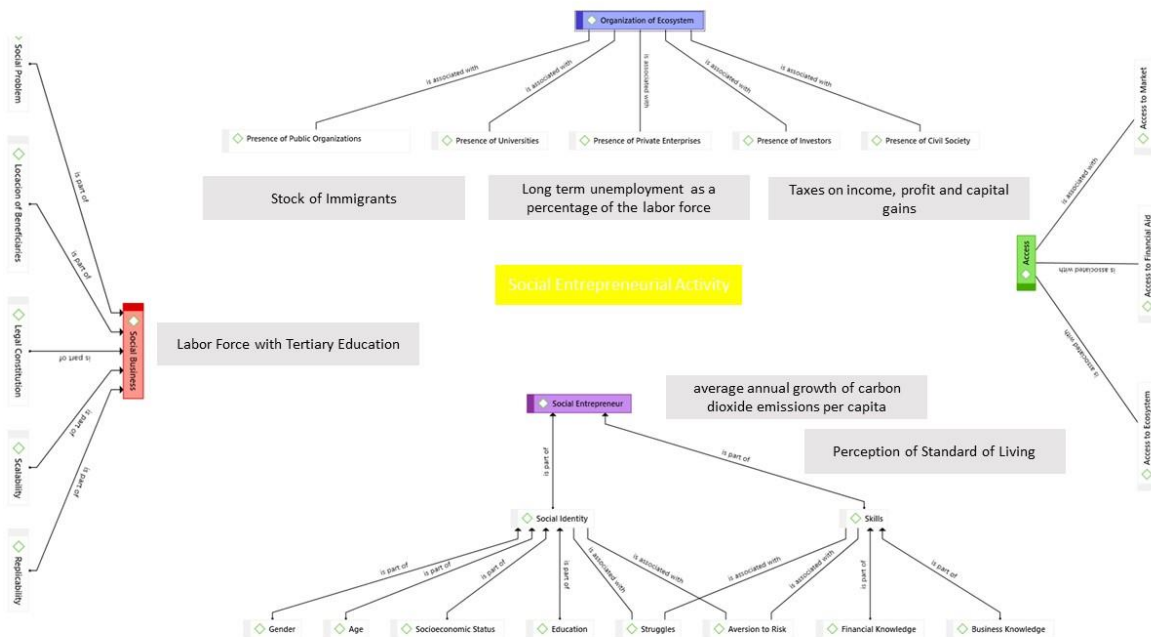 Organization of Ecosystem
is associated with
is associated with
is associated with
is associated with
is associated with
Presence of Public Organizations
Presence of Universities
Presence of Private Enterprises
Presence of Investors
Presence of Civil Society
Stock of Immigrants
Long term unemployment as a
percentage of the labor force
Taxes on income, profit and capital
gains
Social Entrepreneurial Activity
Social Problem
is part of
Locacion of Beneficiaries
is part of
Legal Constitution
is part of
Scalability
is part of
Replicability
is part of
Social Business
Labor Force with Tertiary Education
Access to Market
is associated with
Access
Access to Financial Aid
is associated with
Access to Ecosystem
is associated with
average annual growth of carbon
dioxide emissions per capita
Perception of Standard of Living
Social Entrepreneur
is part of
is part of
Social Identity
Skills
is part of
is part of
is part of
is part of
is associated with
is associated with
is associated with
is associated with
is part of
is part of
Gender
Age
Socioeconomic Status
Education
Struggles
Aversion to Risk
Financial Knowledge
Business Knowledge